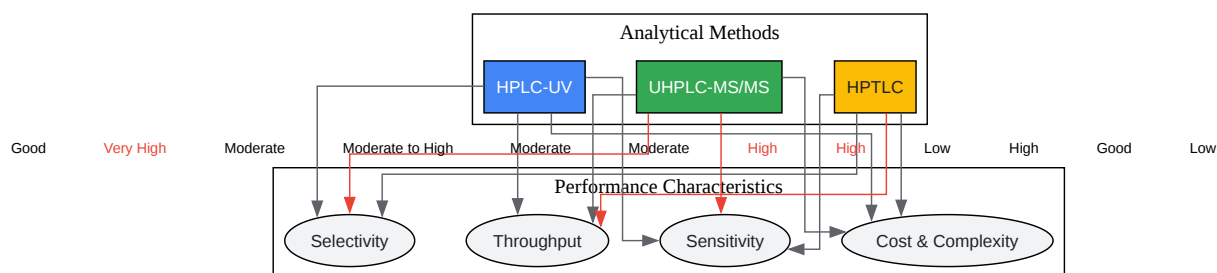 Analytical Methods
HPLC-UV
UHPLC-MS/MS
HPTLC
Good
Very High
Moderate
Moderate to High
Moderate
Moderate
High
High
Low
High
Good
Low
Performance Characteristics
Selectivity
Throughput
Sensitivity
Cost & Complexity